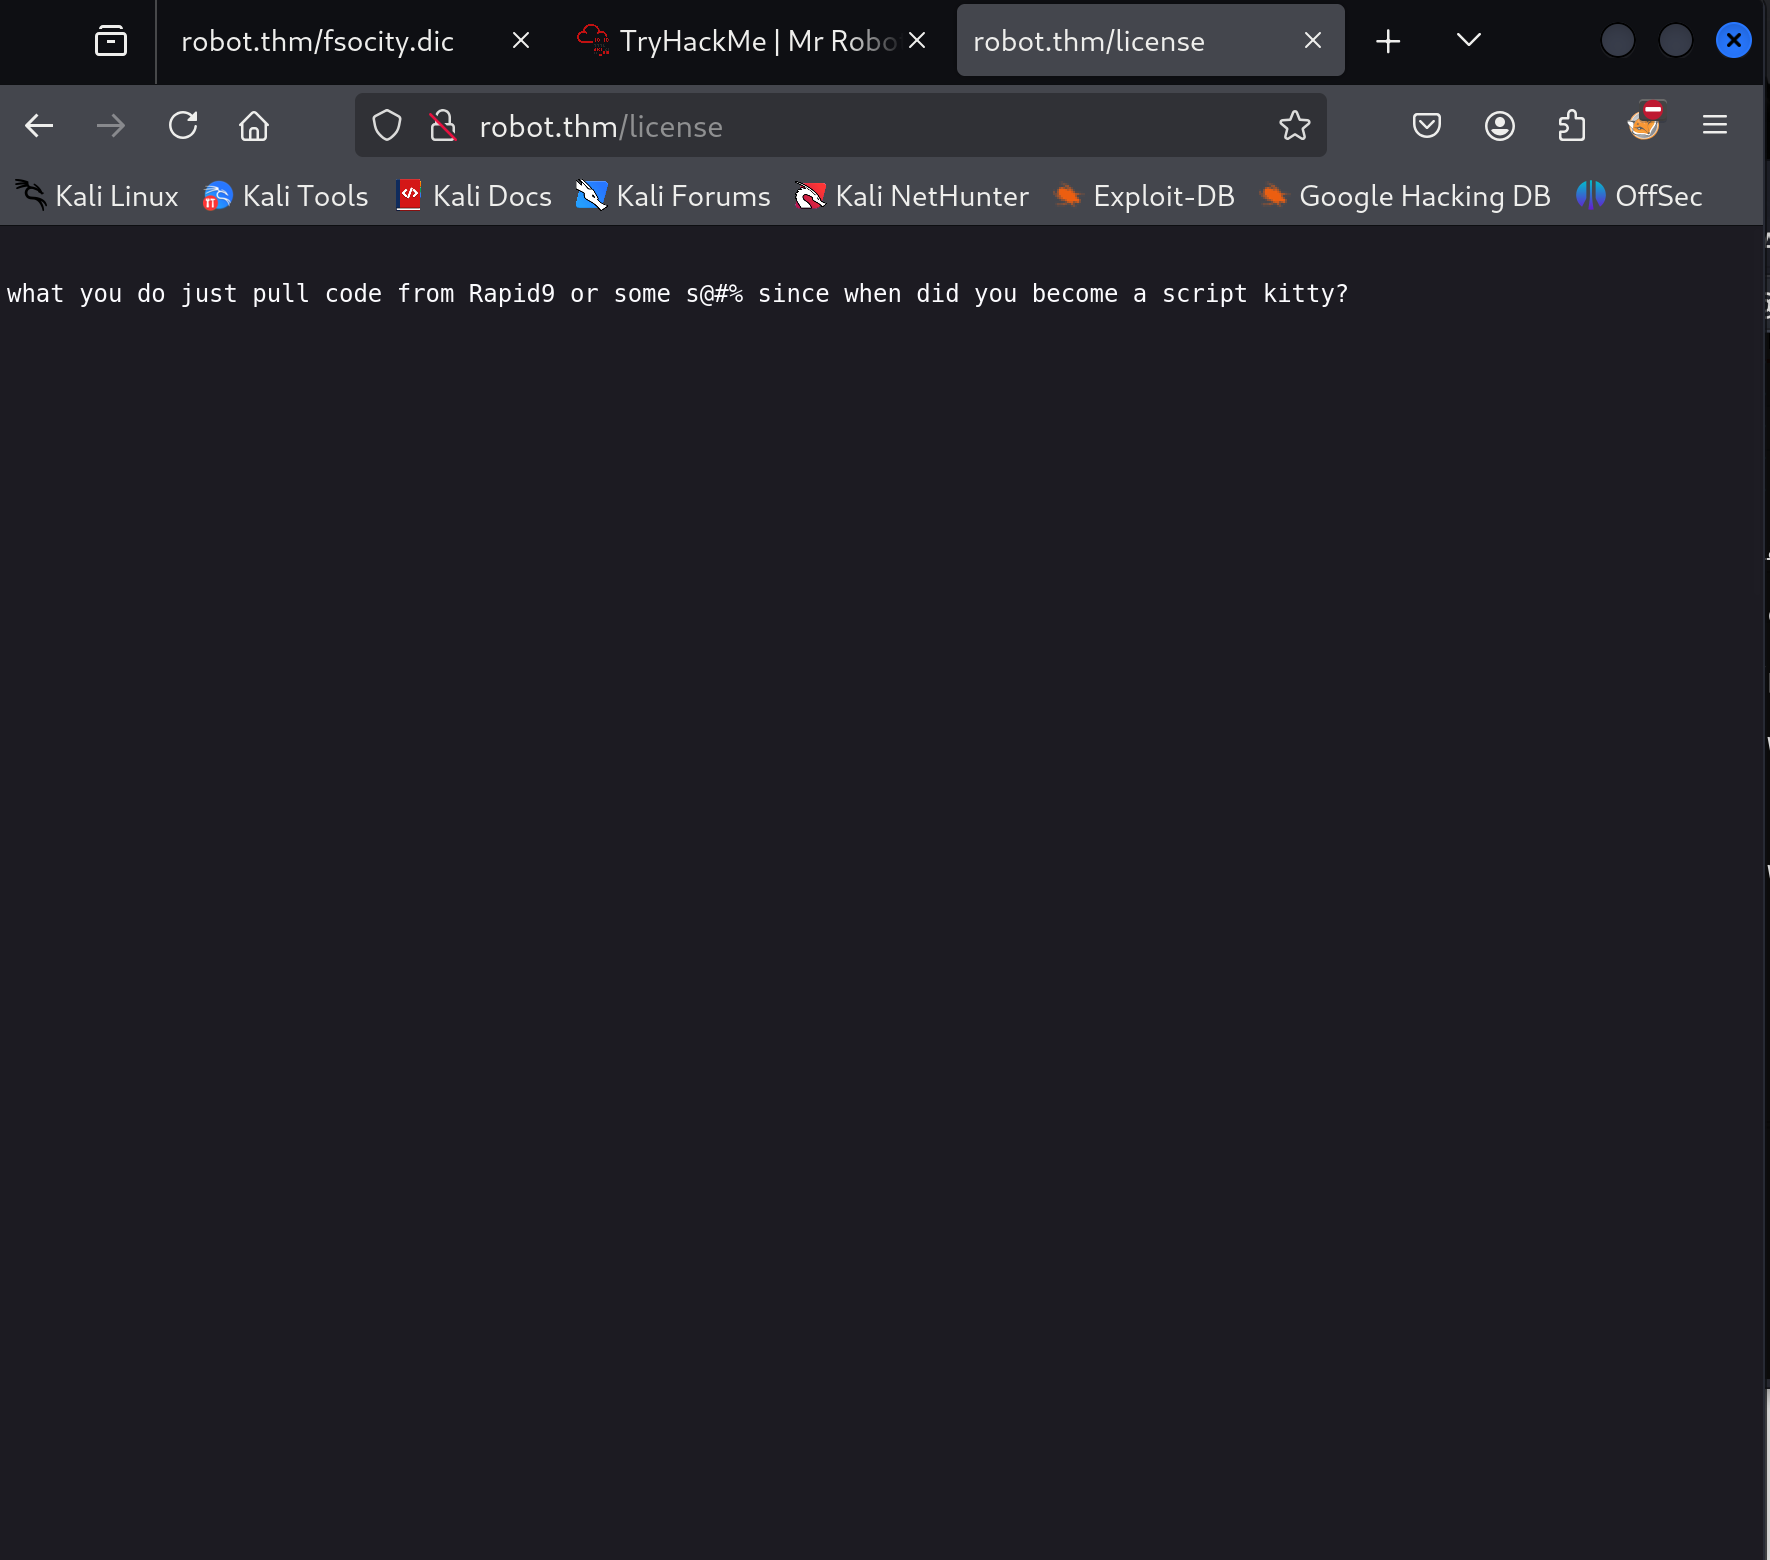 robot.thm/fsocity.dic
TryHackMe | Mr Robo
robot.thm/license
robot.thm/license
Kali Linux
Kali Tools
Kali Docs
Kali Forums
Kali NetHunter
Exploit-DB
Google Hacking DB
OffSec
what you do just pull code from Rapid9 or some s@#% since when did you become a script kitty?